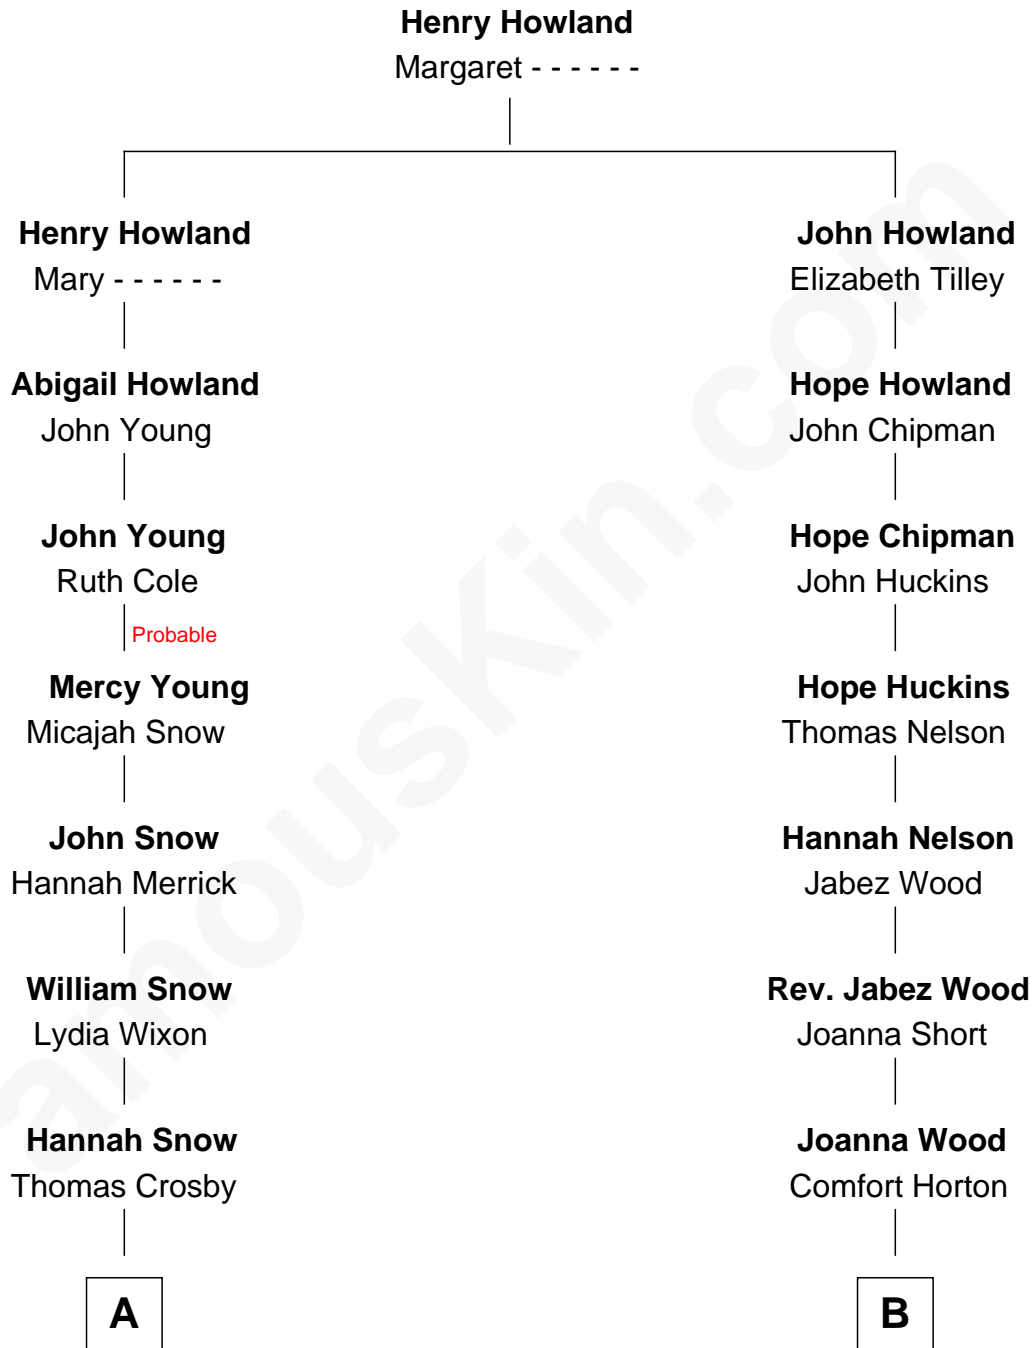 Henry Howland
Margaret - - - - - -
Henry Howland
Mary - - - - - -
John Howland
Elizabeth Tilley
Abigail Howland
John Young
Hope Howland
John Chipman
John Young
Ruth Cole
Hope Chipman
John Huckins
Probable
Mercy Young
Micajah Snow
Hope Huckins
Thomas Nelson
John Snow
Hannah Merrick
Hannah Nelson
Jabez Wood
William Snow
Lydia Wixon
Rev. Jabez Wood
Joanna Short
Hannah Snow
Thomas Crosby
Joanna Wood
Comfort Horton
A
B
amouskin.com